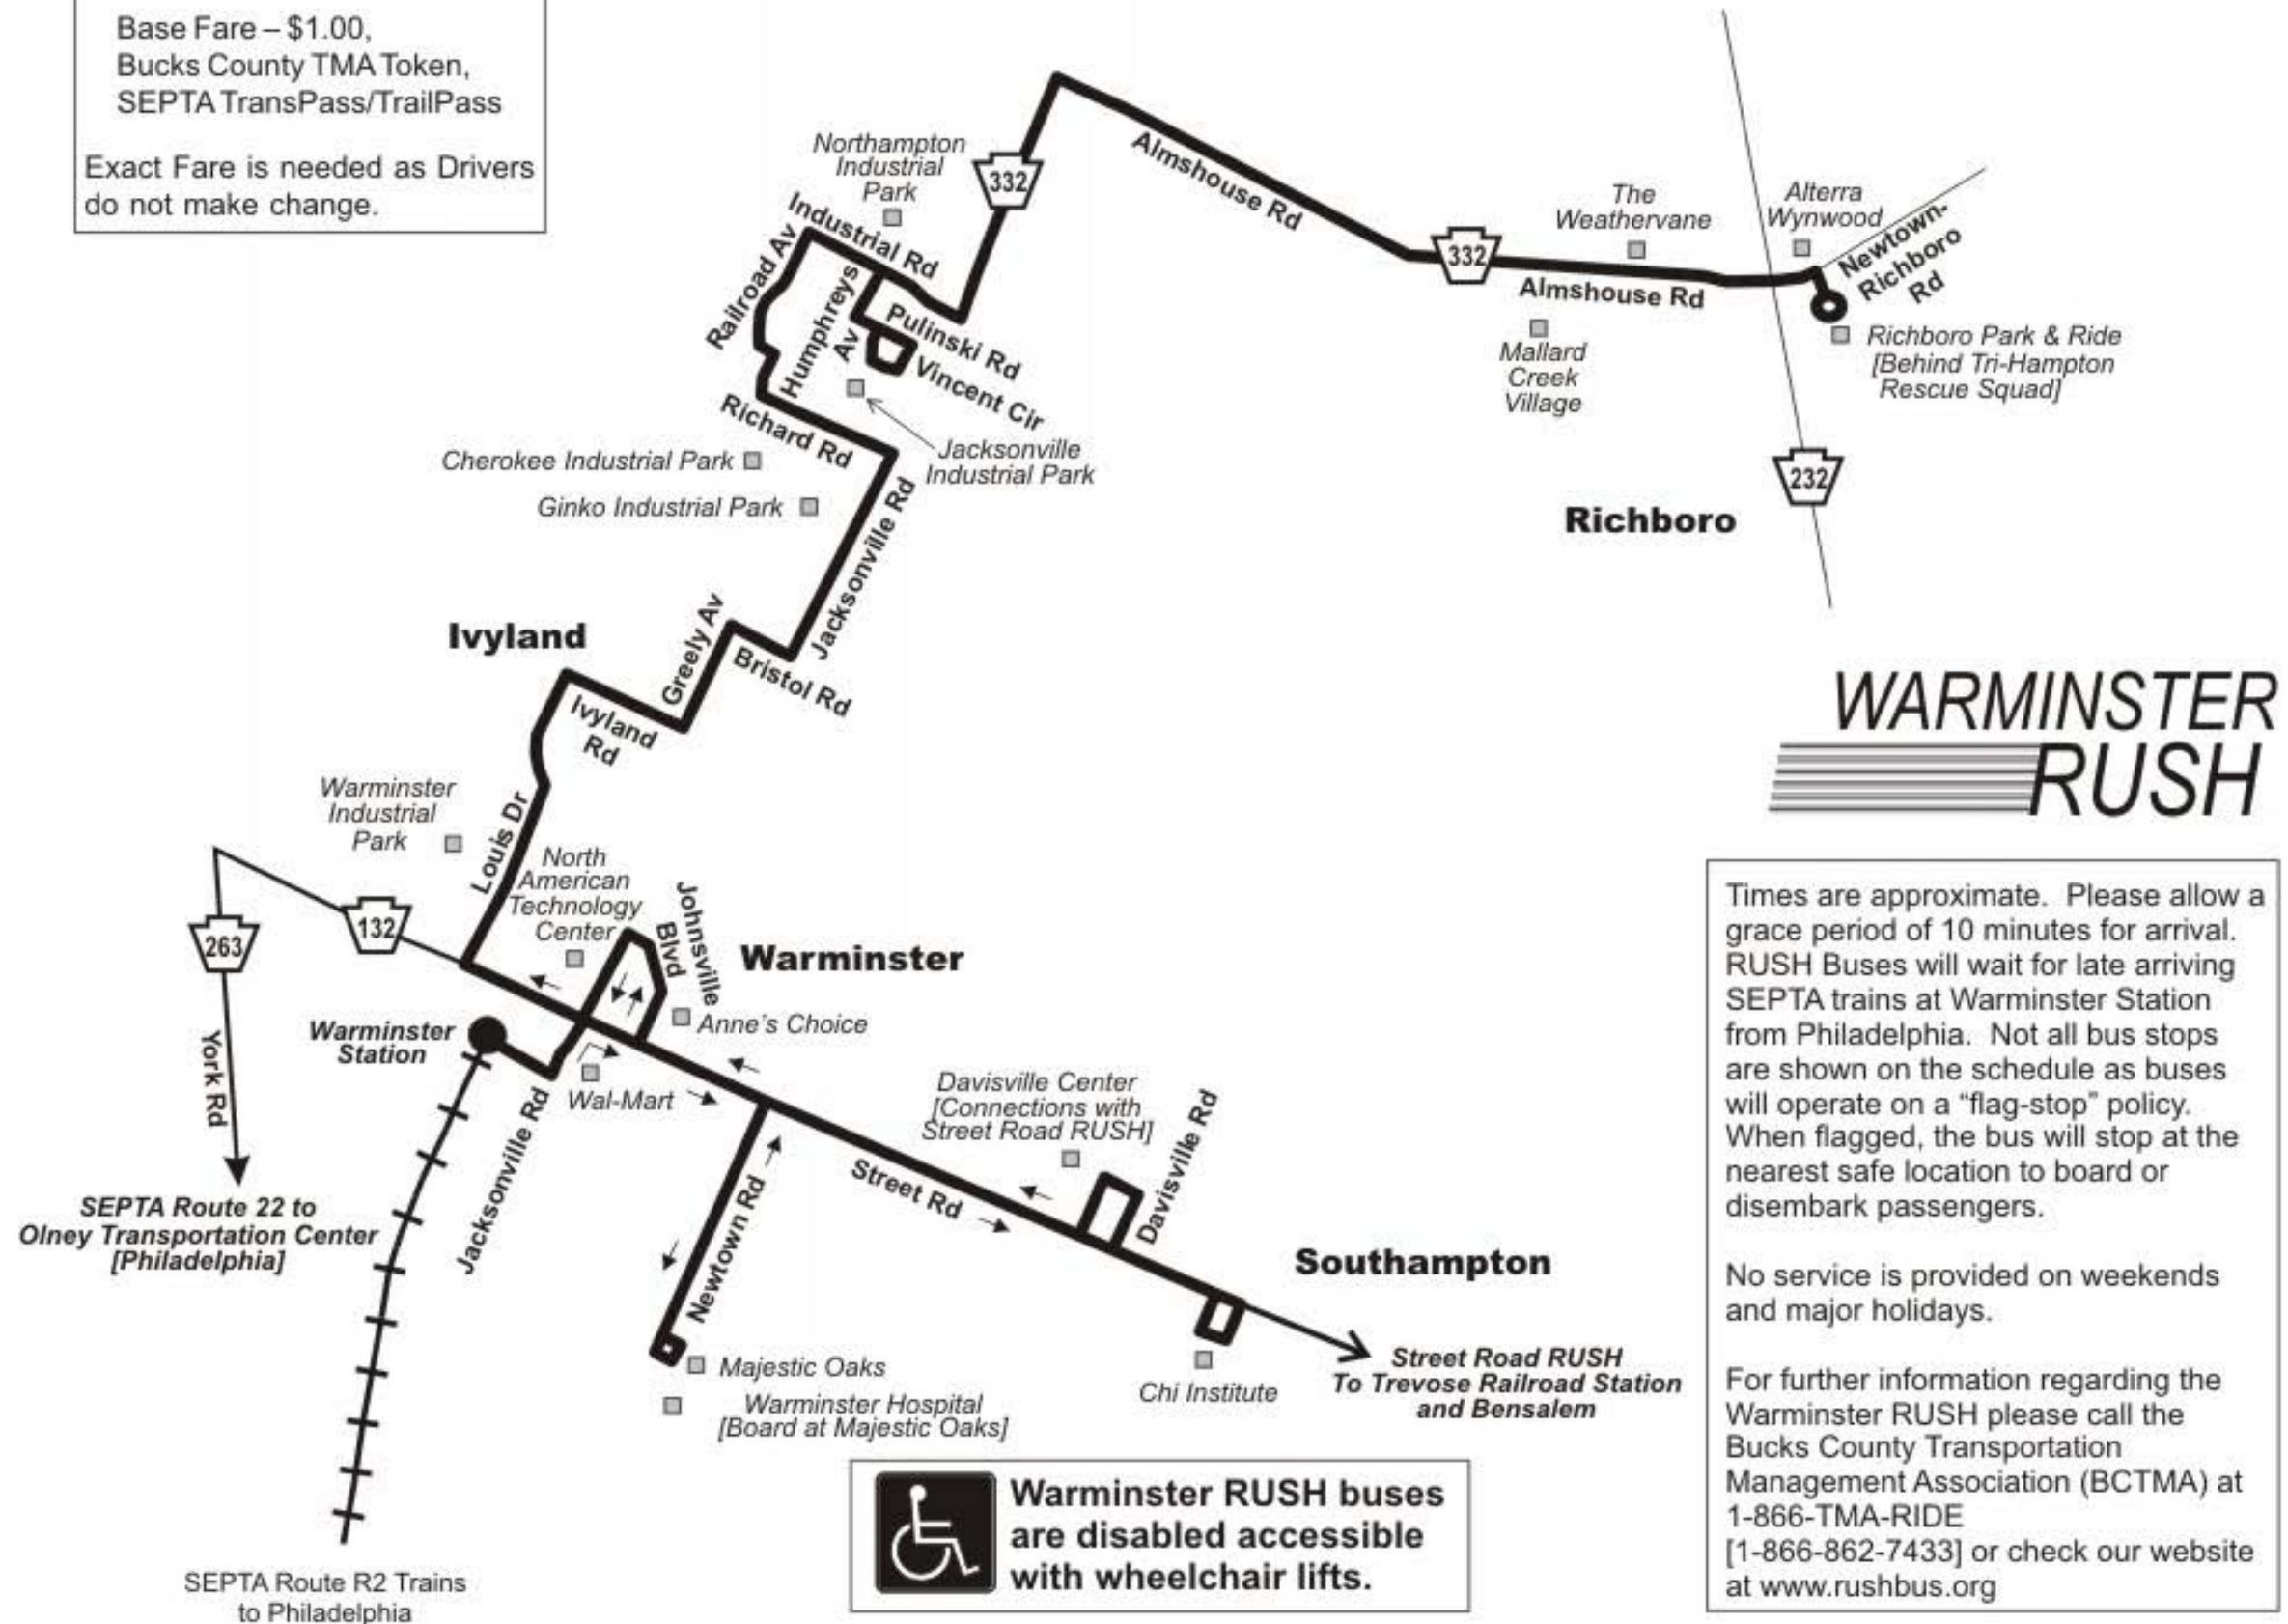 Base Fare – $1.00,
Bucks County TMA Token,
SEPTA TransPass/TrailPass
Exact Fare is needed as Drivers
do not make change.
Northampton
Industrial
Park
332
Almshouse Rd
Industrial Rd
Railroad Av
Humphreys
Av
Pulinski Rd
Vincent Cir
Richard Rd
Jacksonville
Industrial Park
Cherokee Industrial Park
Ginko Industrial Park
Jacksonville Rd
332
The
Weathervane
Almshouse Rd
Mallard
Creek
Village
Alterra
Wynwood
Newtown-
Richboro
Rd
Richboro Park & Ride
[Behind Tri-Hampton
Rescue Squad]
232
Richboro
Ivyland
Greely Av
Bristol Rd
Ivyland
Rd
Warminster
Industrial
Park
Louis Dr
North
American
Technology
Center
Johnsville
Blvd
Warminster
132
263
York Rd
Warminster
Station
Anne's Choice
Wal-Mart
Jacksonville Rd
SEPTA Route 22 to
Olney Transportation Center
[Philadelphia]
Davisville Center
[Connections with
Street Road RUSH]
Davisville Rd
Street Rd
Newtown Rd
Southampton
Majestic Oaks
Warminster Hospital
[Board at Majestic Oaks]
Chi Institute
Street Road RUSH
To Trevose Railroad Station
and Bensalem
SEPTA Route R2 Trains
to Philadelphia
Warminster RUSH buses
are disabled accessible
with wheelchair lifts.
WARMINSTER
RUSH
Times are approximate. Please allow a
grace period of 10 minutes for arrival.
RUSH Buses will wait for late arriving
SEPTA trains at Warminster Station
from Philadelphia. Not all bus stops
are shown on the schedule as buses
will operate on a “flag-stop” policy.
When flagged, the bus will stop at the
nearest safe location to board or
disembark passengers.
No service is provided on weekends
and major holidays.
For further information regarding the
Warminster RUSH please call the
Bucks County Transportation
Management Association (BCTMA) at
1-866-TMA-RIDE
[1-866-862-7433] or check our website
at www.rushbus.org